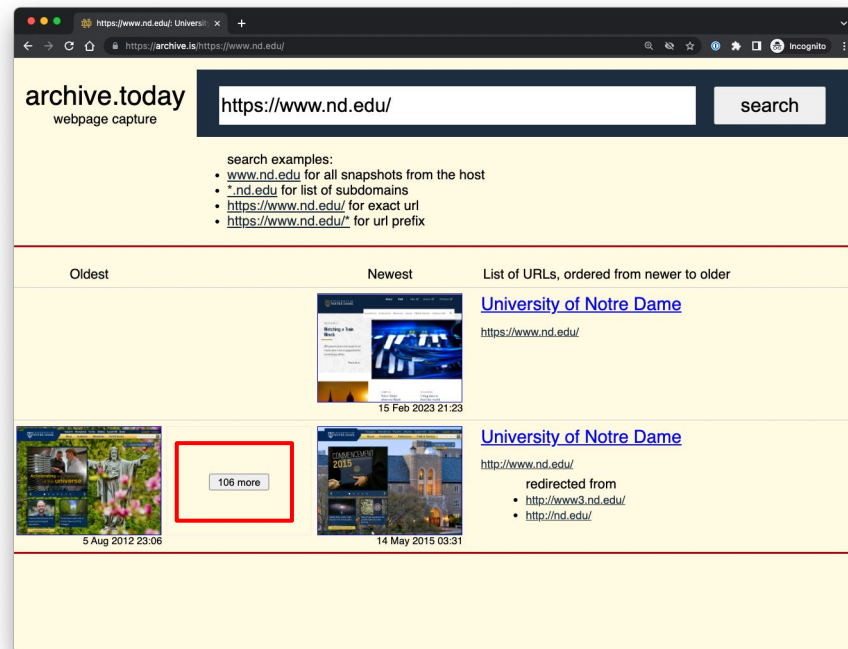 https://www.nd.edu/: Universit
https://archive.is/https://www.nd.edu/
Incognito
archive.today
webpage capture
https://www.nd.edu/
search
search examples:
• www.nd.edu for all snapshots from the host
• *.nd.edu for list of subdomains
• https://www.nd.edu/ for exact url
• https://www.nd.edu/* for url prefix
Oldest Newest List of URLs, ordered from newer to older
University of Notre Dame
https://www.nd.edu/
15 Feb 2023 21:23
University of Notre Dame
http://www.nd.edu/
redirected from
• http://www3.nd.edu/
• http://nd.edu/
106 more
universe
COMMENCEMENT
2015
5 Aug 2012 23:06
14 May 2015 03:31